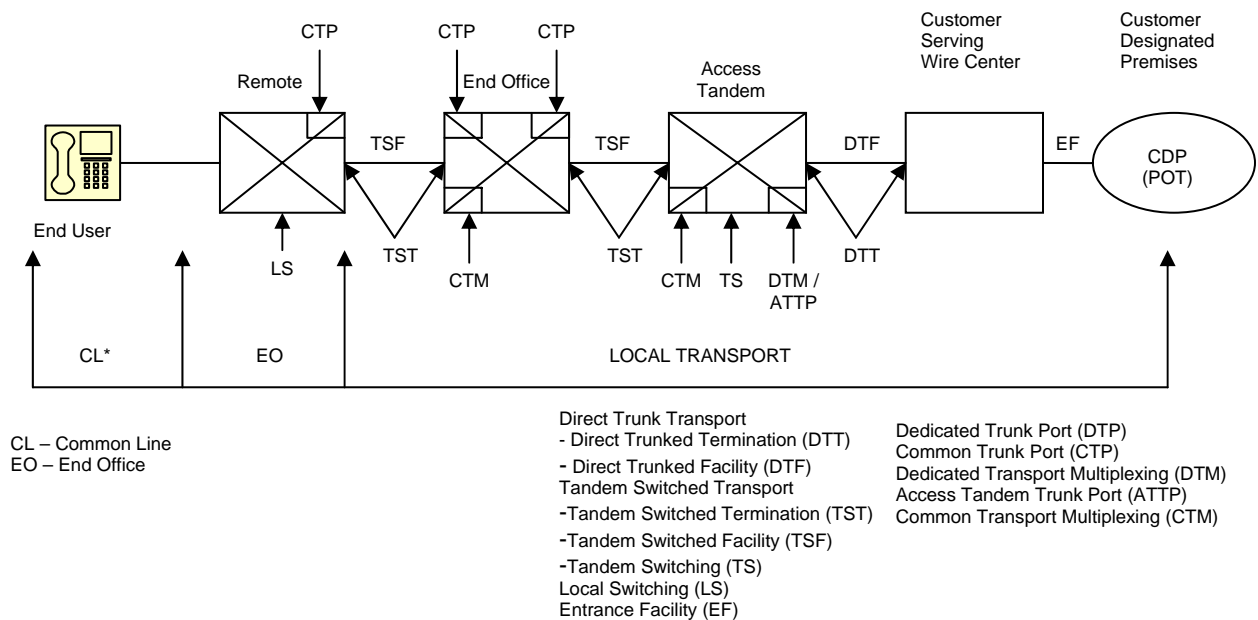 CTP
CTP
CTP
Customer
Serving
Wire Center
Customer
Designated
Premises
Remote
End Office
Access
Tandem
TSF
TSF
DTF
EF
CDP
(POT)
End User
LS
TST
CTM
TST
CTM
TS
DTM /
ATTP
DTT
CL*
EO
LOCAL TRANSPORT
CL – Common Line
EO – End Office
Direct Trunk Transport
- Direct Trunked Termination (DTT)
- Direct Trunked Facility (DTF)
Tandem Switched Transport
-Tandem Switched Termination (TST)
-Tandem Switched Facility (TSF)
-Tandem Switching (TS)
Local Switching (LS)
Entrance Facility (EF)
Dedicated Trunk Port (DTP)
Common Trunk Port (CTP)
Dedicated Transport Multiplexing (DTM)
Access Tandem Trunk Port (ATTP)
Common Transport Multiplexing (CTM)